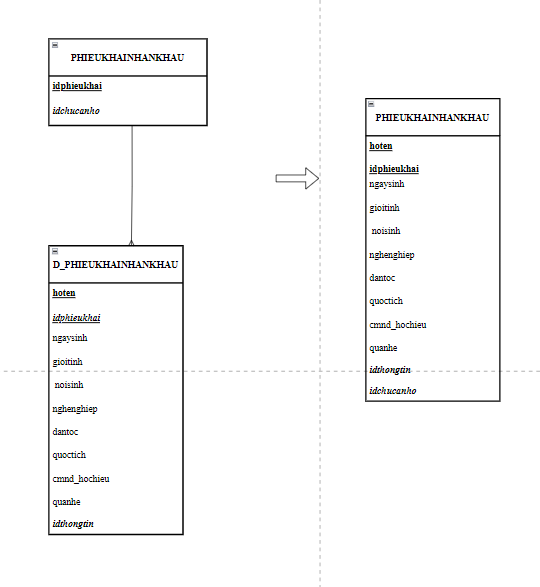 PHIEUKHAINHANKHAU
idphieukhai
idchucanho
D_PHIEUKHAINHANKHAU
hoten
idphieukhai
ngaysinh
gioitinh
noisinh
nghenghiep
dantoc
quoctich
cmnd_hochieu
quanhe
idthongtin
PHIEUKHAINHANKHAU
hoten
idphieukhai
ngaysinh
gioitinh
noisinh
nghenghiep
dantoc
quoctich
cmnd_hochieu
quanhe
idthongtin
idchucanho